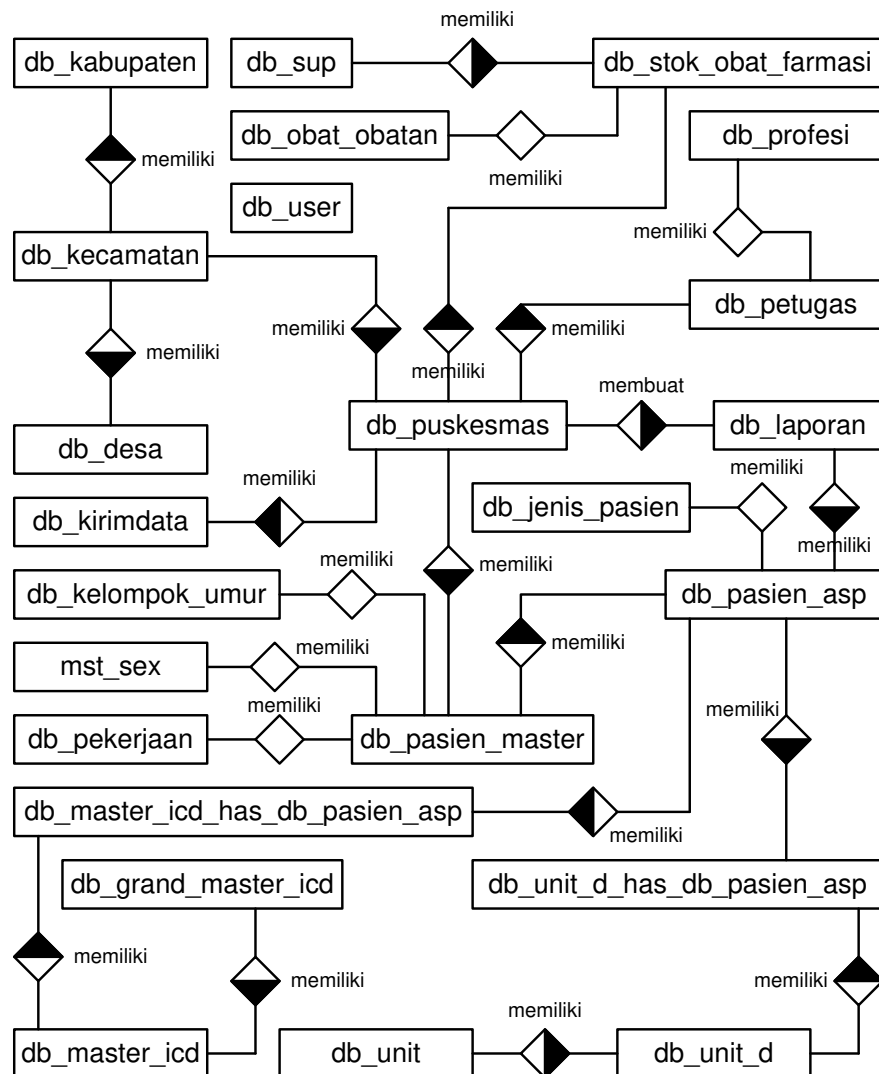 memiliki
db_kabupaten
db_sup
db_stok_obat_farmasi
db_obat_obatan
db_profesi
memiliki
memiliki
db_user
memiliki
db_kecamatan
db_petugas
memiliki
memiliki
memiliki
memiliki
membuat
db_puskesmas
db_laporan
db_desa
memiliki
memiliki
db_kirimdata
db_jenis_pasien
memiliki
memiliki
memiliki
db_kelompok_umur
db_pasien_asp
memiliki
memiliki
mst_sex
memiliki
memiliki
db_pekerjaan
db_pasien_master
db_master_icd_has_db_pasien_asp
memiliki
db_grand_master_icd
db_unit_d_has_db_pasien_asp
memiliki
memiliki
memiliki
memiliki
db_master_icd
db_unit
db_unit_d